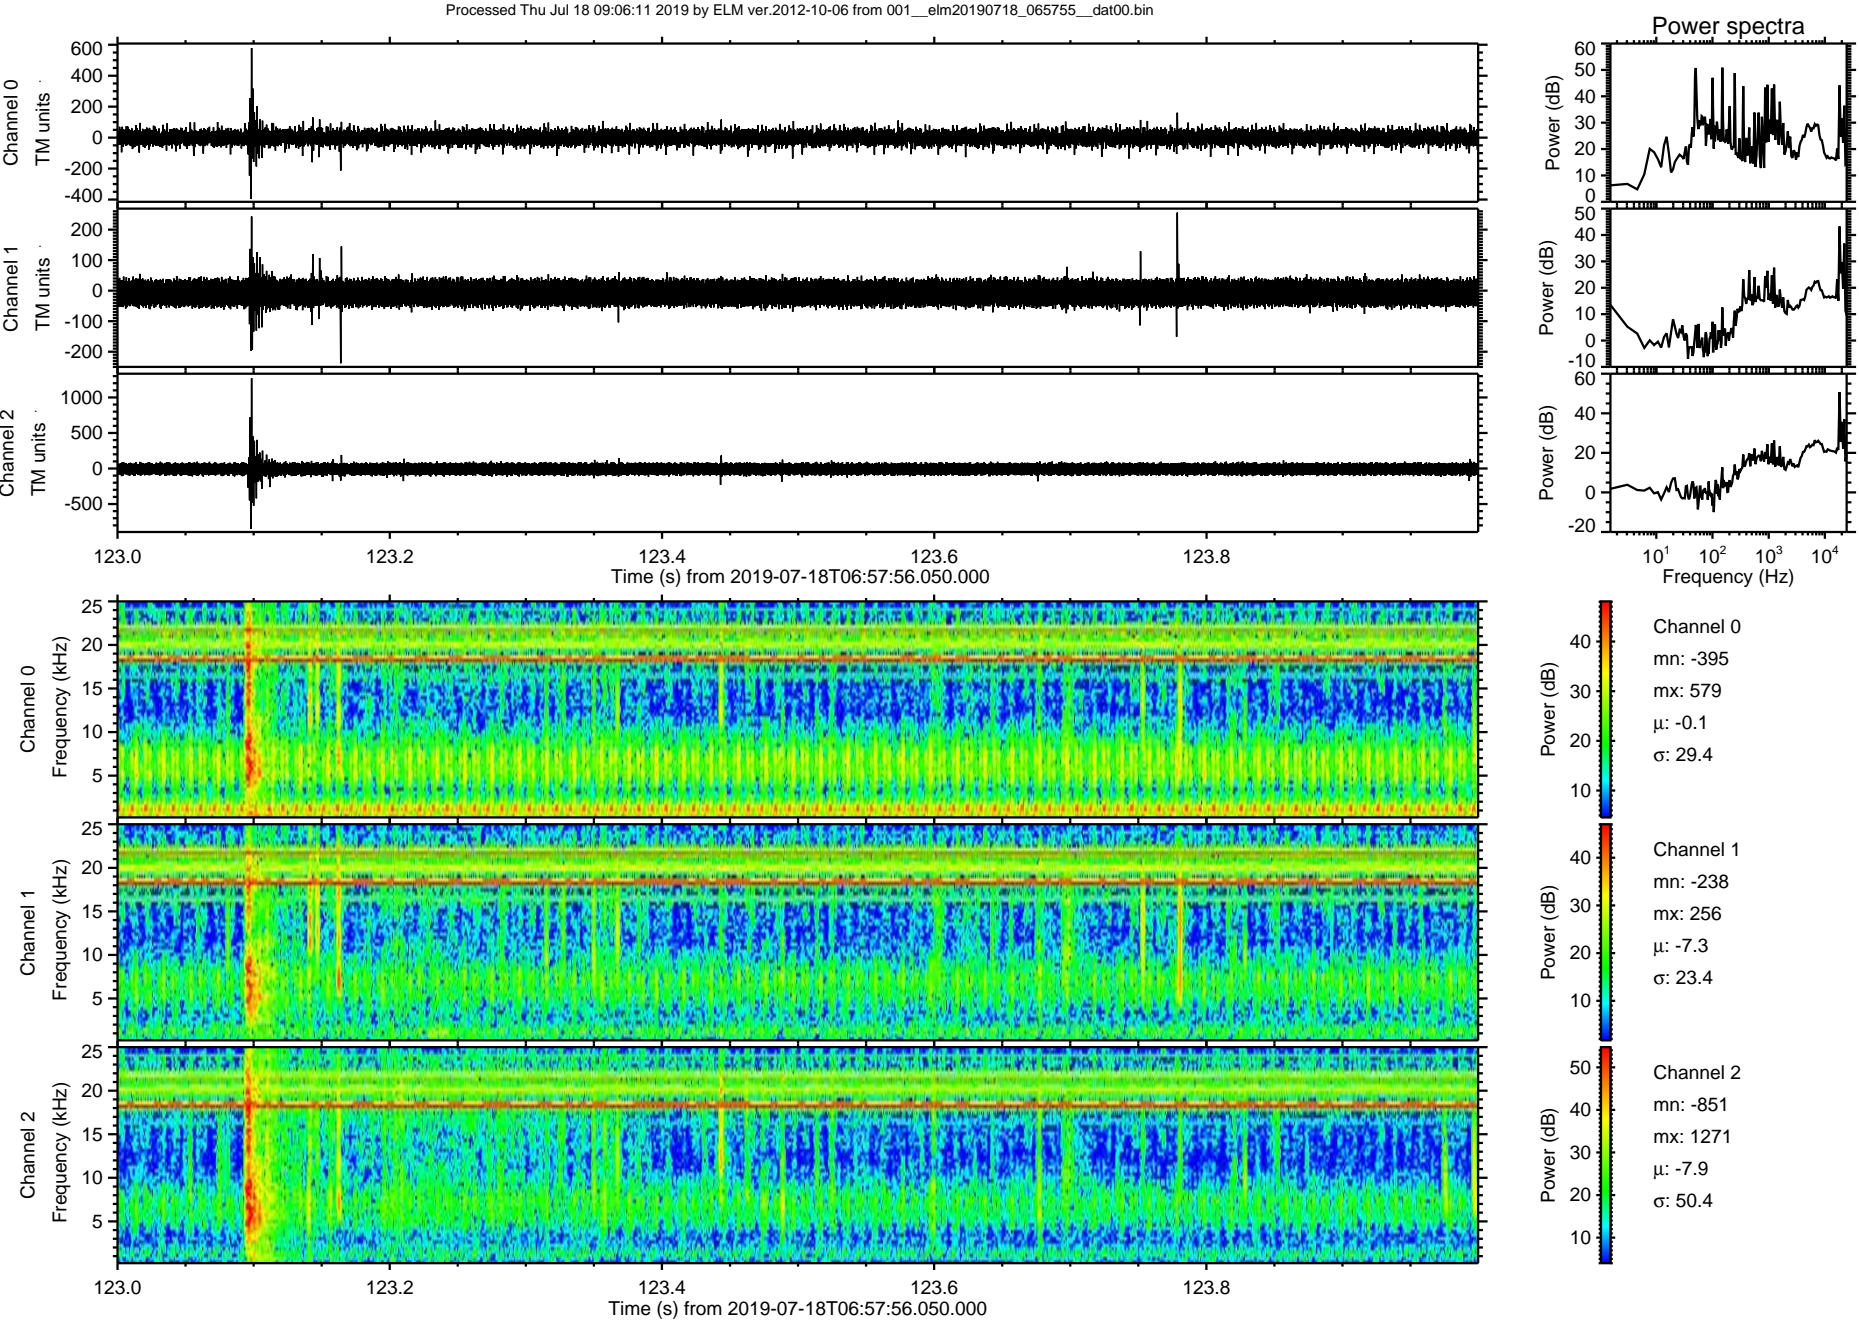 Processed Thu Jul 18 09:06:11 2019 by ELM ver.2012-10-06 from 001__elm20190718_065755__dat00.bin
Power spectra
Channel 0
TM units
600
400
200
0
-200
-400
Power (dB)
60
50
40
30
20
10
0
Channel 1
TM units
200
100
0
-100
-200
Power (dB)
50
40
30
20
10
0
-10
Channel 2
TM units
1000
500
0
-500
Power (dB)
60
40
20
0
-20
123.0 123.2 123.4 123.6 123.8
Time (s) from 2019-07-18T06:57:56.050.000
10^1 10^2 10^3 10^4
Frequency (Hz)
Channel 0
Frequency (kHz)
25
20
15
10
5
Power (dB)
40
30
20
10
Channel 0
mn: -395
mx: 579
μ: -0.1
σ: 29.4
Channel 1
Frequency (kHz)
25
20
15
10
5
Power (dB)
40
30
20
10
Channel 1
mn: -238
mx: 256
μ: -7.3
σ: 23.4
Channel 2
Frequency (kHz)
25
20
15
10
5
Power (dB)
50
40
30
20
10
Channel 2
mn: -851
mx: 1271
μ: -7.9
σ: 50.4
123.0 123.2 123.4 123.6 123.8
Time (s) from 2019-07-18T06:57:56.050.000